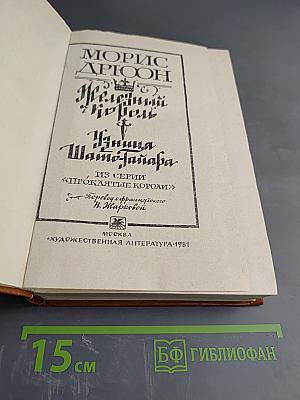 МОРИС
ДРЮОН
Железный
король
Узница
Шато-Гайара
ИЗ СЕРИИ
«ПРОКЛЯТЫЕ КОРОЛИ»
Перевод с французского
Н. Жарковой
МОСКВА
«ХУДОЖЕСТВЕННАЯ ЛИТЕРАТУРА» 1981
15 см
БФ ГИБЛИОФАН